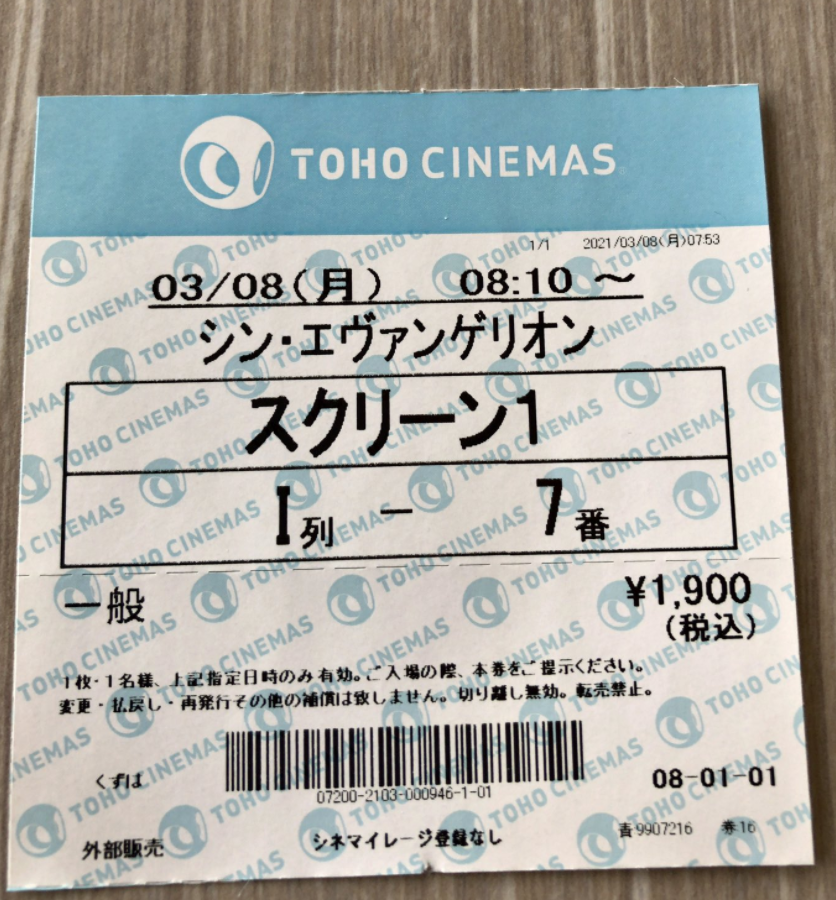 TOHO CINEMAS
1/1 2021/03/08(月)07:53
03/08(月) 08:10 ～
シン・エヴァンゲリオン
スクリーン1
I列 － 7番
一般 ¥1,900
(税込)
1枚・1名様、上記指定日時のみ有効。ご入場の際、本券をご提示ください。
変更・払戻し・再発行その他の補償は致しません。切り離し無効。転売禁止。
07200-2103-000946-1-01
くずは 08-01-01
外部販売 シネマイレージ登録なし 青9907216 券16